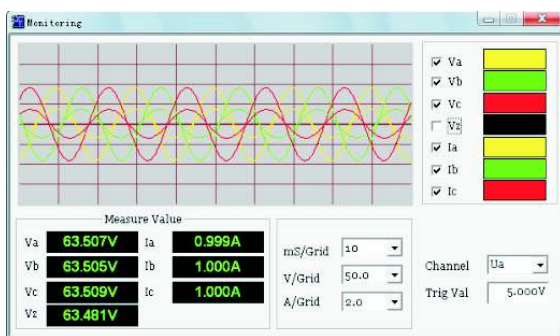 Monitoring
Va
Vb
Vc
Vz
Ia
Ib
Ic
Measure Value
Va 63.507V Ia 0.999A
Vb 63.505V Ib 1.000A
Vc 63.509V Ic 1.000A
Vz 63.481V
mS/Grid 10
V/Grid 50.0
A/Grid 2.0
Channel Ua
Trig Val 5.000V